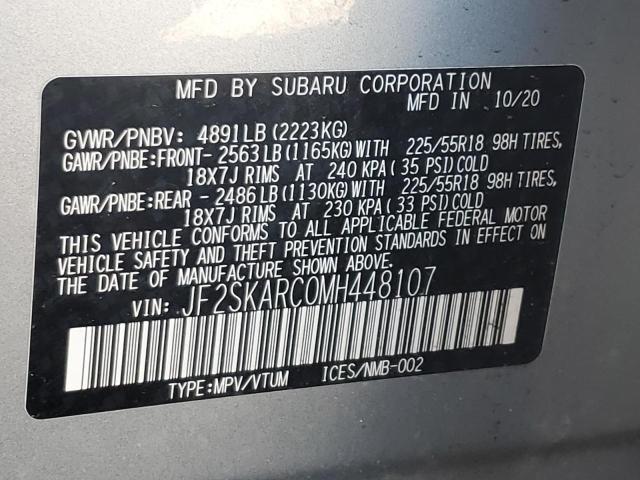 MFD BY SUBARU CORPORATION
MFD IN 10/20
GVWR/PNBV: 4891LB (2223KG)
GAWR/PNBE:FRONT- 2563LB (1165KG) WITH 225/55R18 98H TIRES,
18X7J RIMS AT 240 KPA ( 35 PSI) COLD
GAWR/PNBE:REAR - 2486LB (1130KG) WITH 225/55R18 98H TIRES,
18X7J RIMS AT 230 KPA ( 33 PSI) COLD
THIS VEHICLE CONFORMS TO ALL APPLICABLE FEDERAL MOTOR
VEHICLE SAFETY AND THEFT PREVENTION STANDARDS IN EFFECT ON
THE DATE OF MANUFACTURE SHOWN ABOVE.
VIN: JF2SKARC0MH448107
TYPE:MPV/VTUM ICES/NMB-002